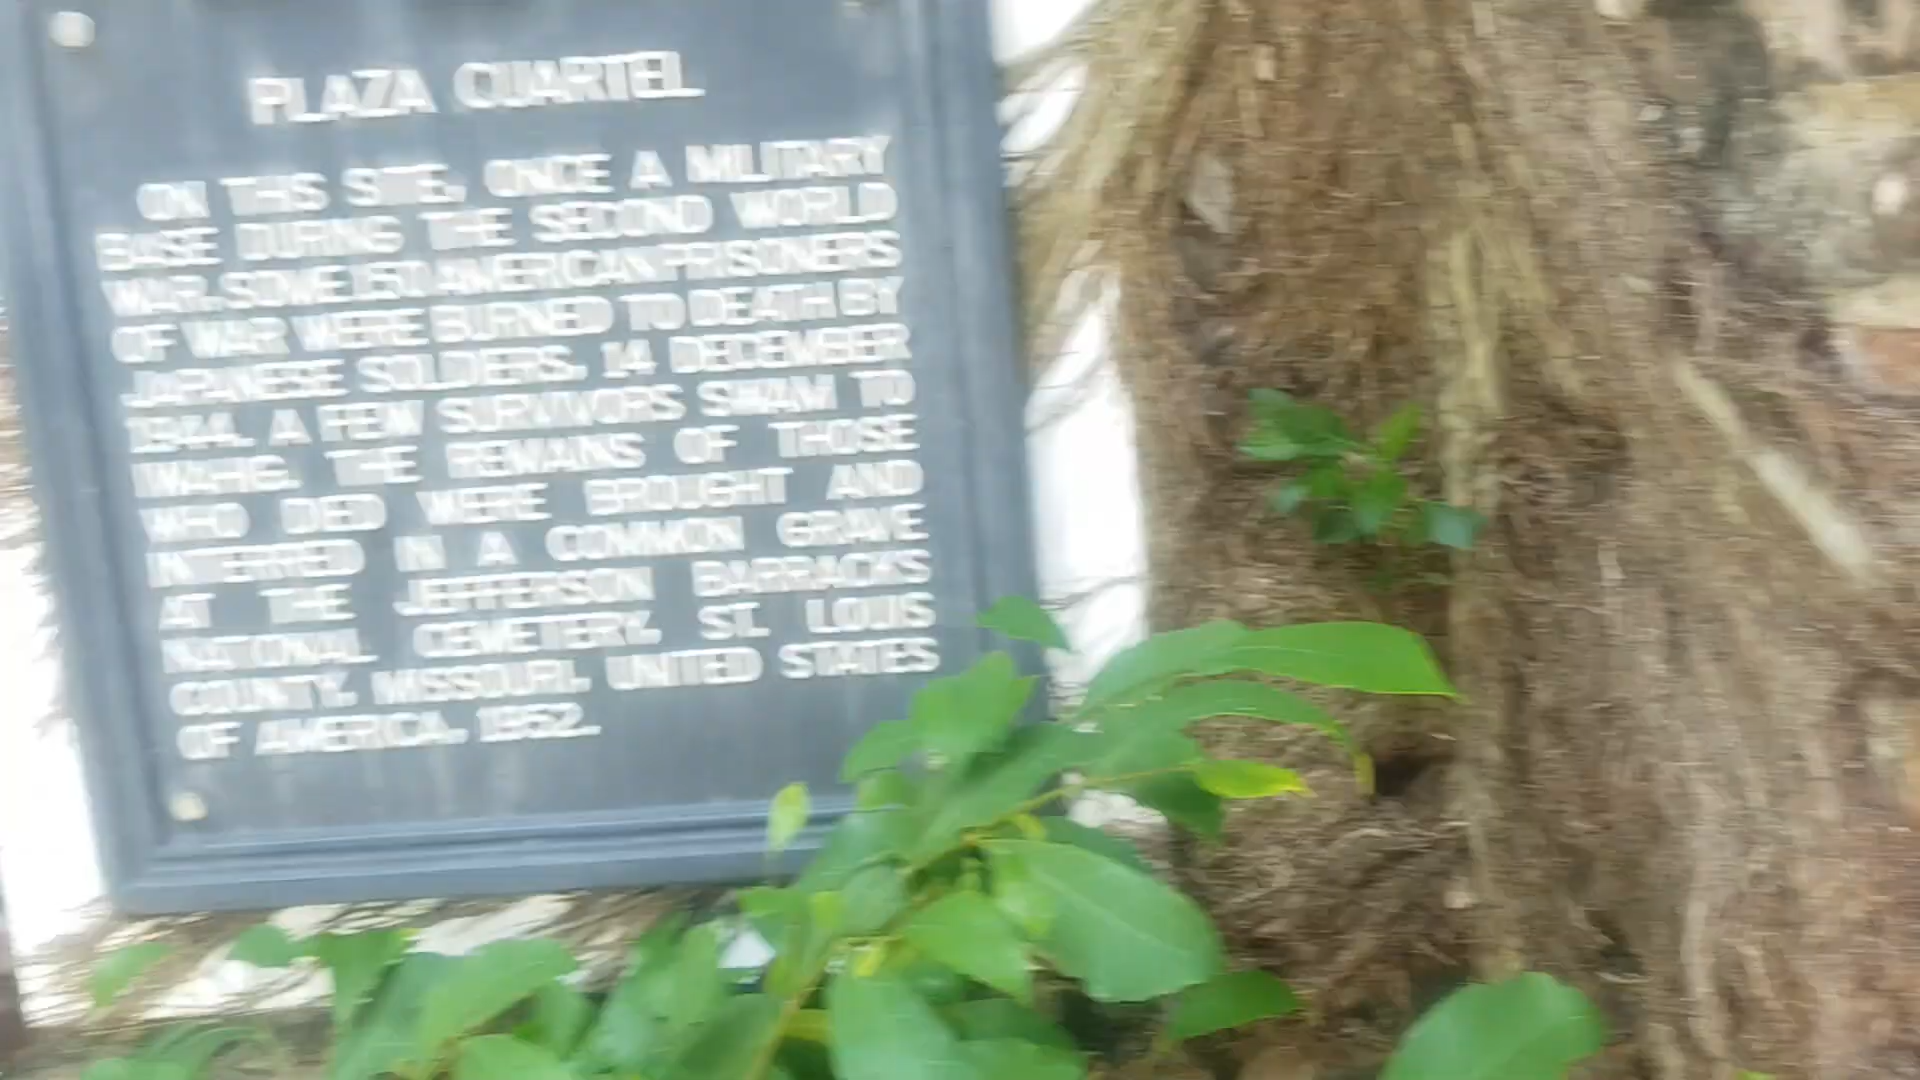 PLAZA CUARTEL
ON THIS SITE, ONCE A MILITARY
BASE DURING THE SECOND WORLD
WAR, SOME 150 AMERICAN PRISONERS
OF WAR WERE BURNED TO DEATH BY
JAPANESE SOLDIERS, 14 DECEMBER
1944. A FEW SURVIVORS SWAM TO
IWAHIG. THE REMAINS OF THOSE
WHO DIED WERE BROUGHT AND
INTERRED IN A COMMON GRAVE
AT THE JEFFERSON BARRACKS
NATIONAL CEMETERY, ST. LOUIS
COUNTY, MISSOURI, UNITED STATES
OF AMERICA, 1952.